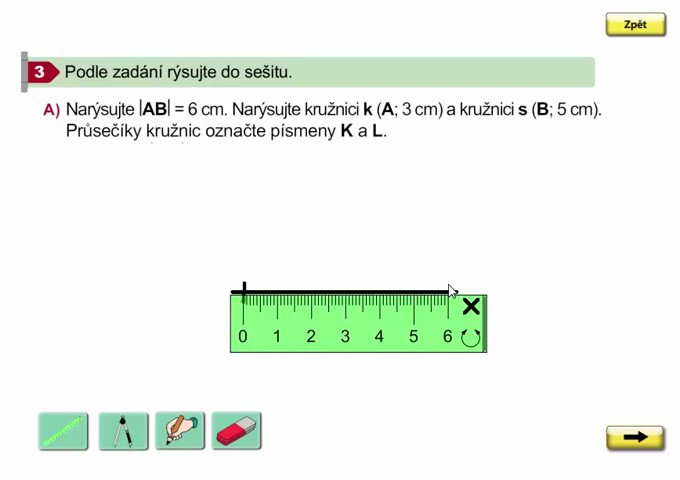 Zpět
3 Podle zadání rýsujte do sešitu.
A) Narýsujte |AB| = 6 cm. Narýsujte kružnici k (A; 3 cm) a kružnici s (B; 5 cm).
Průsečíky kružnic označte písmeny K a L.
0 1 2 3 4 5 6